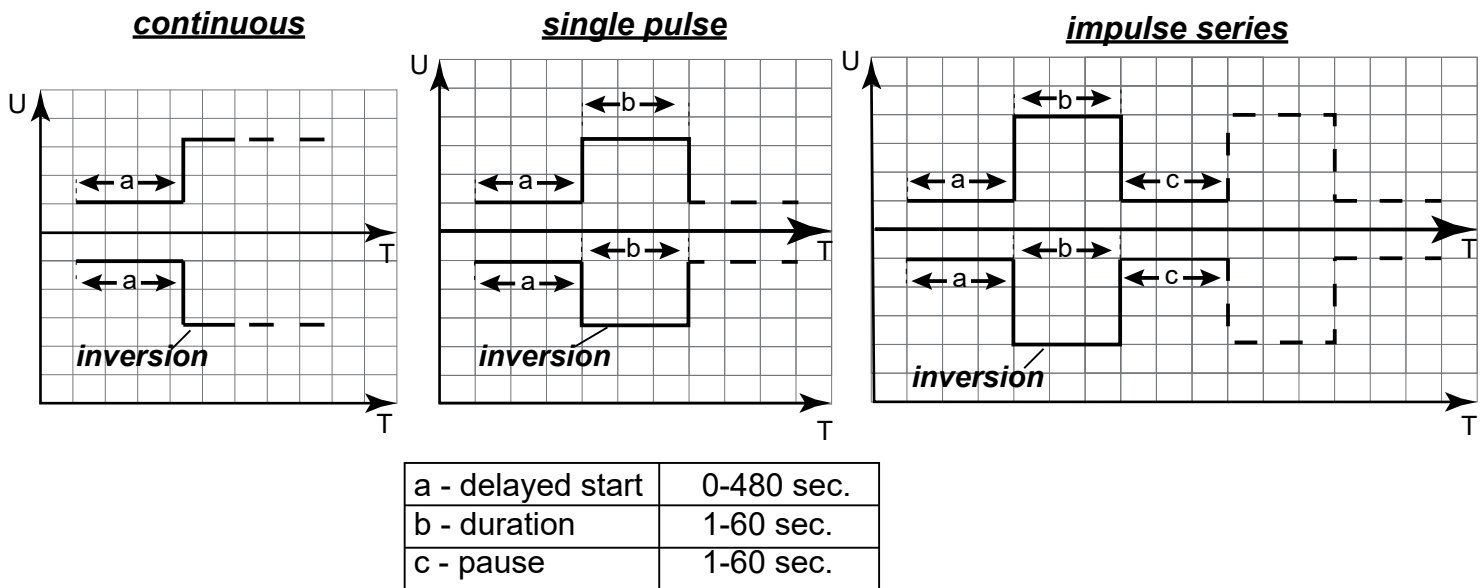 continuous
U
a
T
a
inversion
T
single pulse
U
b
a
T
b
a
inversion
T
impulse series
U
b
a
c
T
b
a
c
inversion
T
a - delayed start 0-480 sec.
b - duration 1-60 sec.
c - pause 1-60 sec.